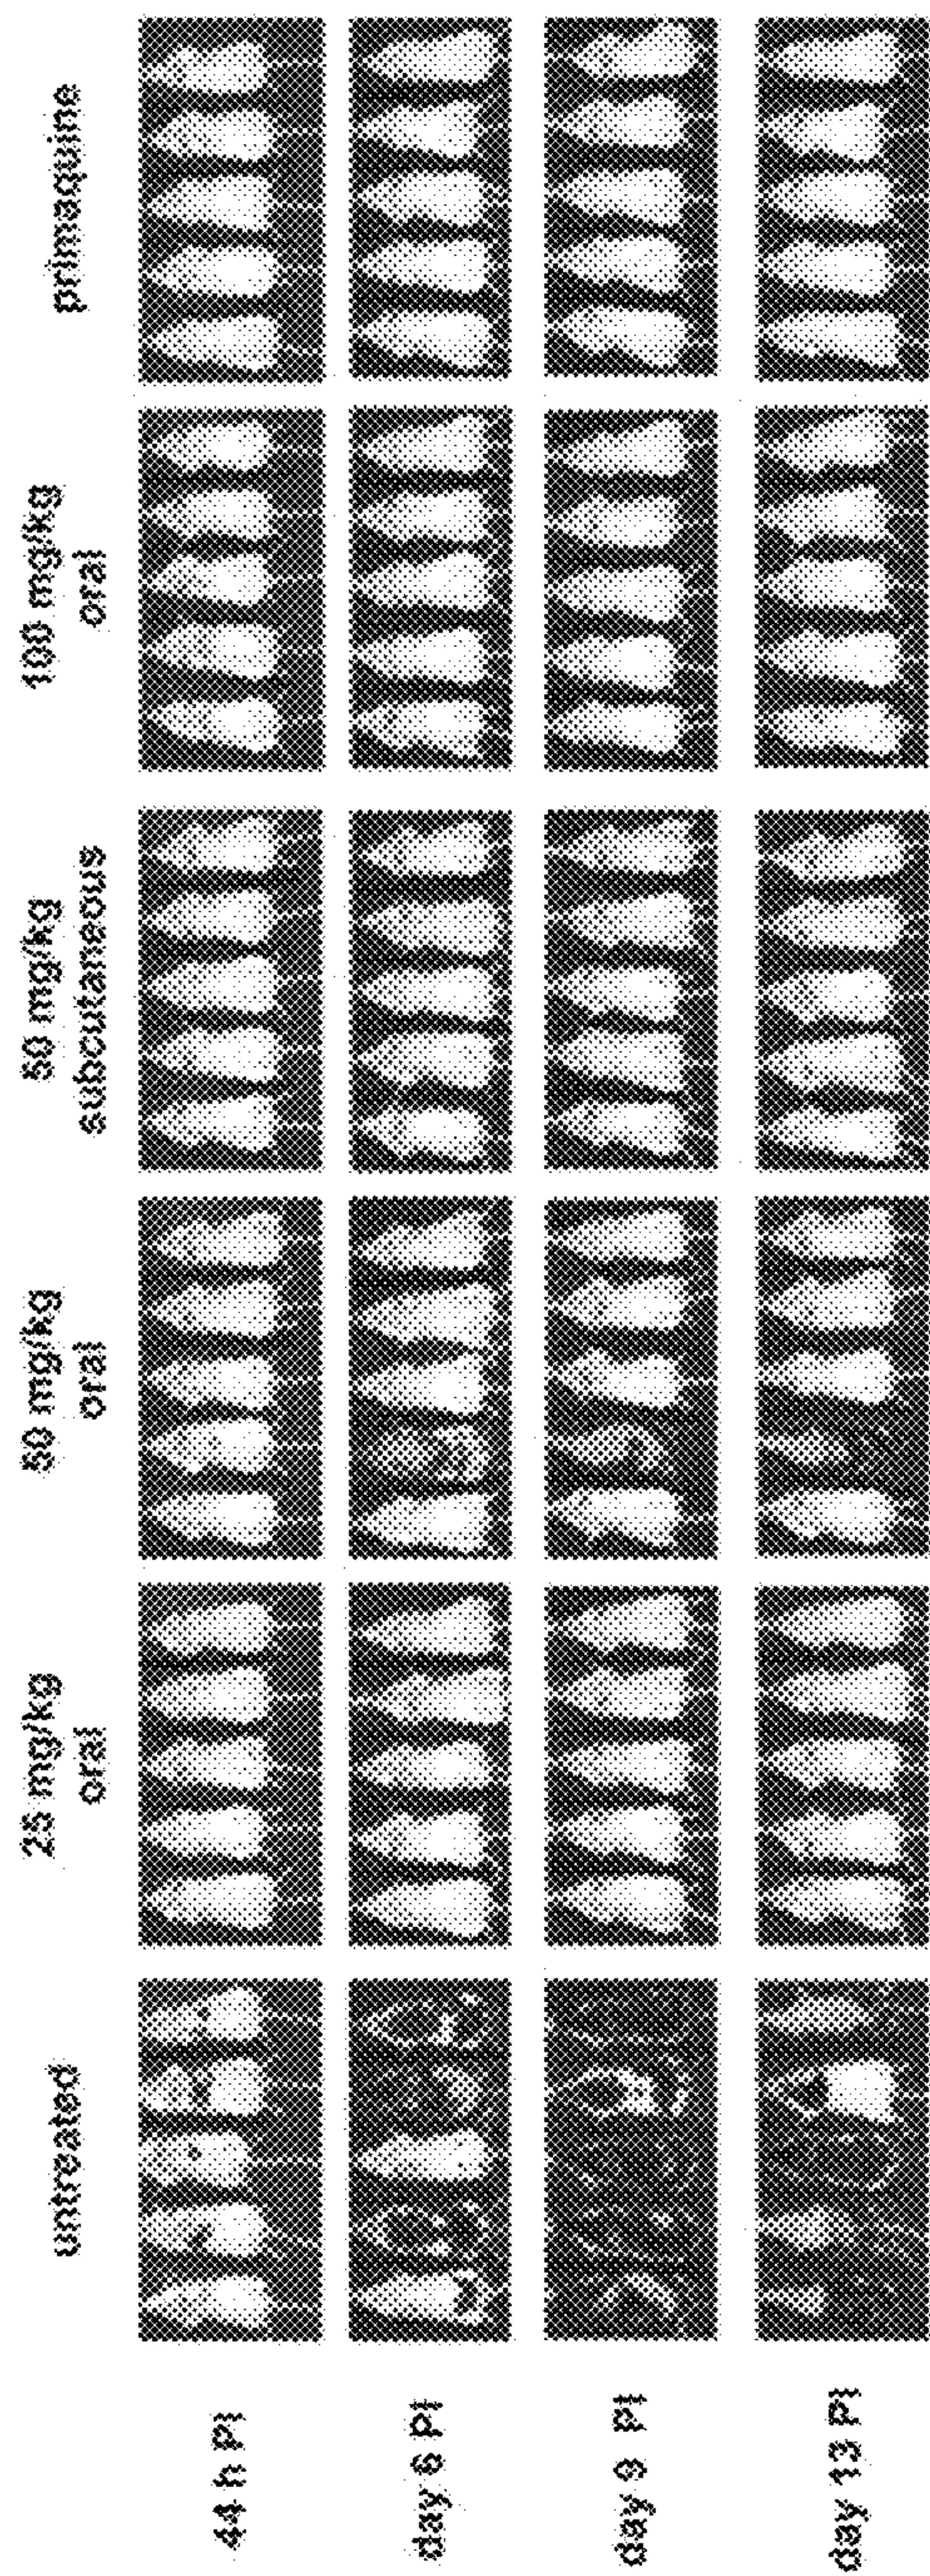 untreated
25 mg/kg
oral
50 mg/kg
oral
50 mg/kg
subcutaneous
100 mg/kg
oral
primaquine
44 h PI
day 6 PI
day 9 PI
day 13 PI